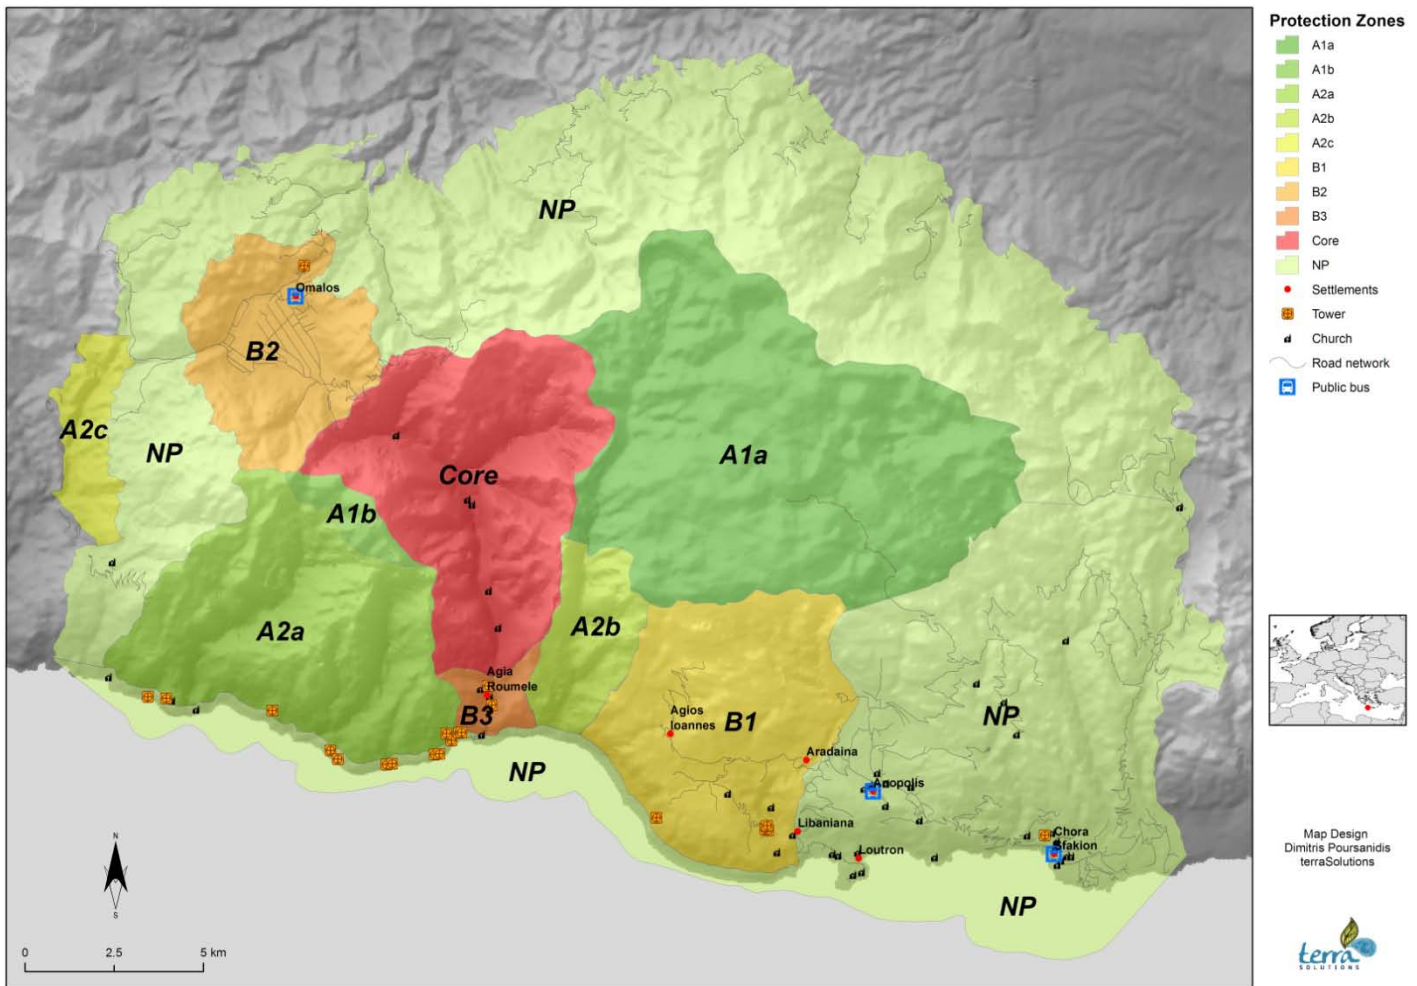 Protection Zones
A1a
A1b
A2a
A2b
A2c
B1
B2
B3
Core
NP
Settlements
Tower
Church
Road network
Public bus
NP
Omalos
B2
A2c
NP
A1a
Core
A1b
A2a
A2b
Agia
Roumele
B3
Agios
Ioannes
B1
NP
Aradaina
NP
Anopolis
Libaniana
Chora
Sfakion
Loutron
NP
N
S
0 2.5 5 km
Map Design
Dimitris Poursanidis
terraSolutions
terra
SOLUTIONS